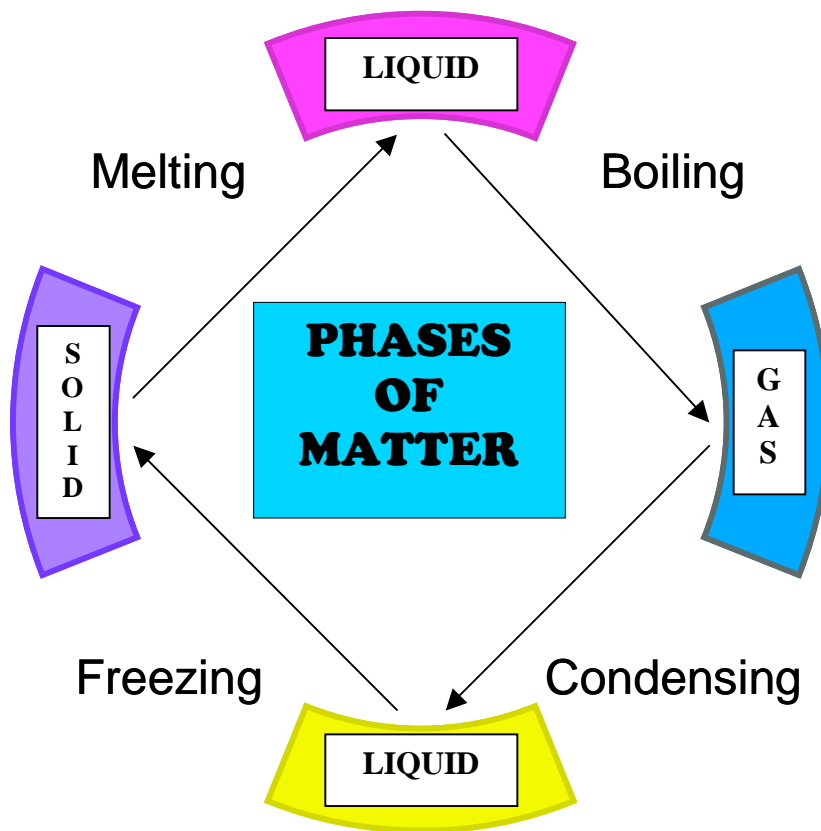 LIQUID
Melting
Boiling
S
O
L
I
D
PHASES
OF
MATTER
G
A
S
Freezing
Condensing
LIQUID